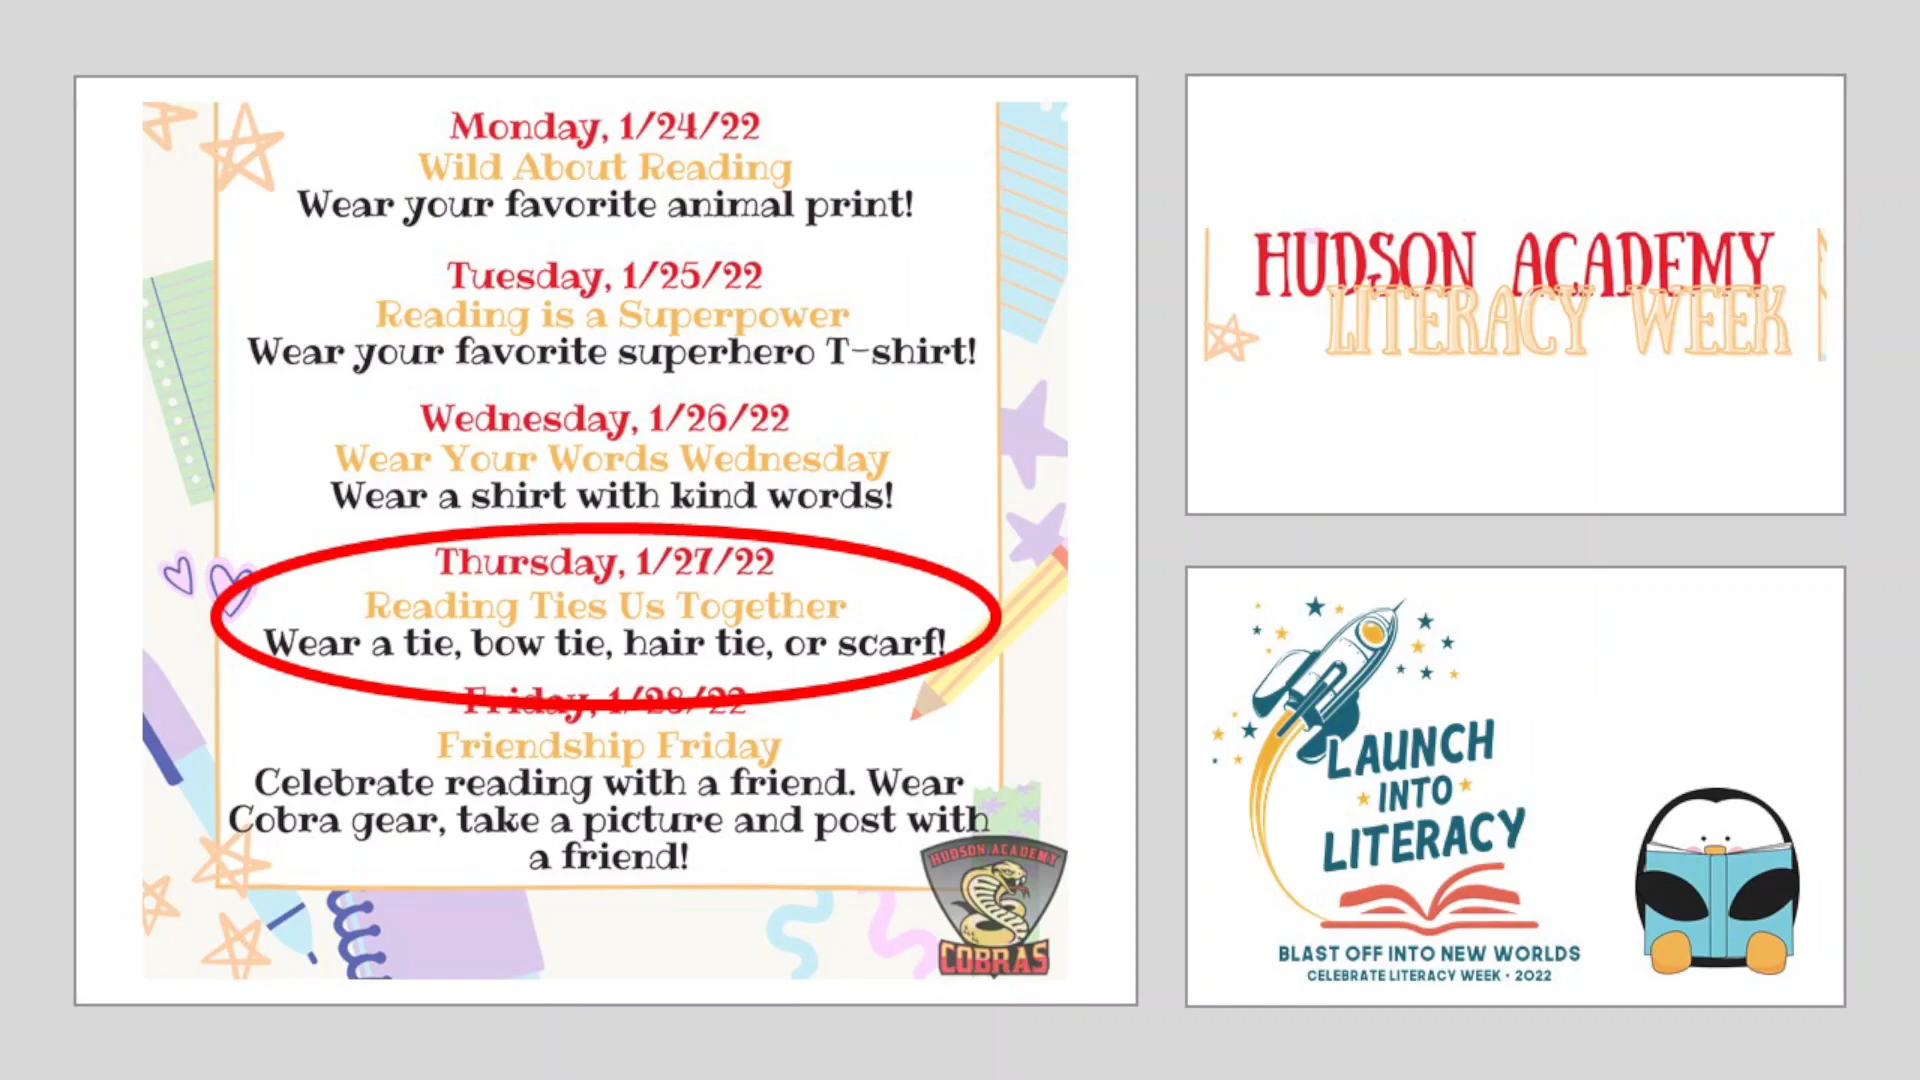 Monday, 1/24/22
Wild About Reading
Wear your favorite animal print!
Tuesday, 1/25/22
Reading is a Superpower
Wear your favorite superhero T-shirt!
Wednesday, 1/26/22
Wear Your Words Wednesday
Wear a shirt with kind words!
Thursday, 1/27/22
Reading Ties Us Together
Wear a tie, bow tie, hair tie, or scarf!
Friday, 1/28/22
Friendship Friday
Celebrate reading with a friend. Wear
Cobra gear, take a picture and post with
a friend!
HUDSON ACADEMY
COBRAS
HUDSON ACADEMY
LITERACY WEEK
LAUNCH
INTO
LITERACY
BLAST OFF INTO NEW WORLDS
CELEBRATE LITERACY WEEK • 2022